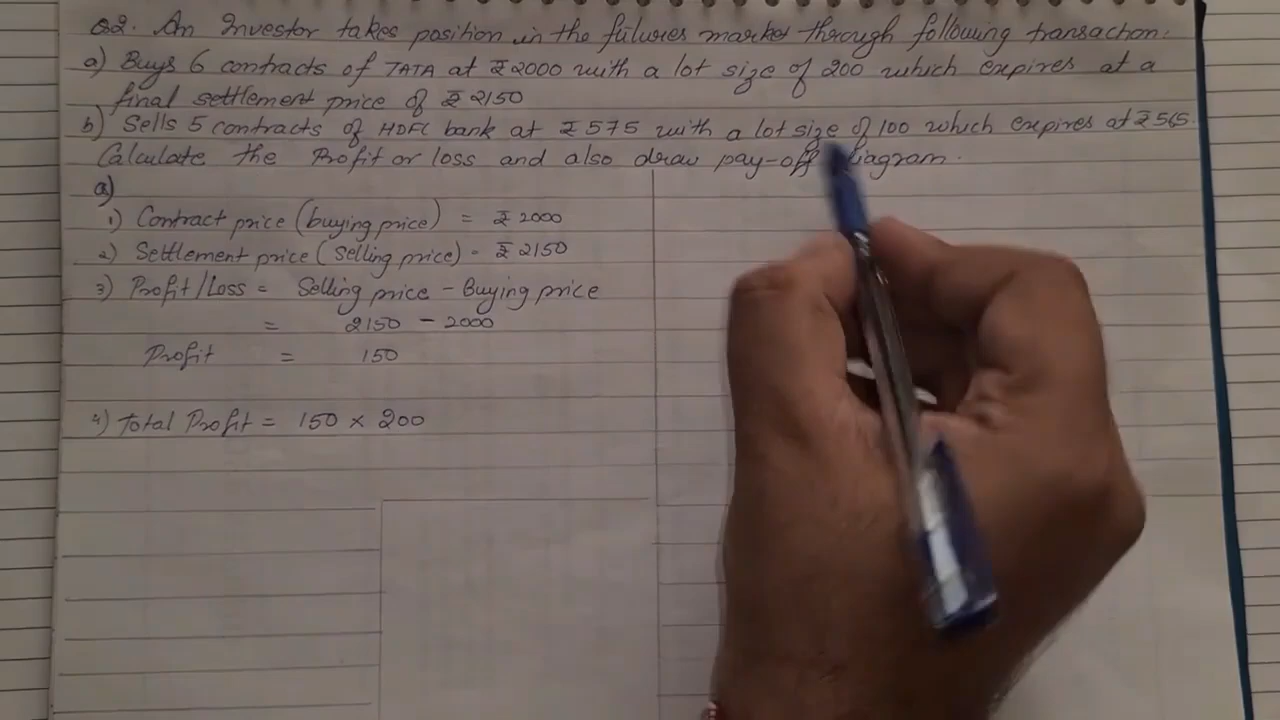 Q2. An Investor takes position in the futures market through following transaction:
a) Buys 6 contracts of TATA at ₹2000 with a lot size of 200 which expires at a
final settlement price of ₹2150
b) Sells 5 contracts of HDFC bank at ₹575 with a lot size of 100 which expires at ₹565.
Calculate the Profit or loss and also draw pay-off diagram.
a)
1) Contract price (buying price) = ₹2000
2) Settlement price (Selling price) = ₹2150
3) Profit/Loss = Selling price - Buying price
= 2150 - 2000
Profit = 150
4) Total Profit = 150 × 200